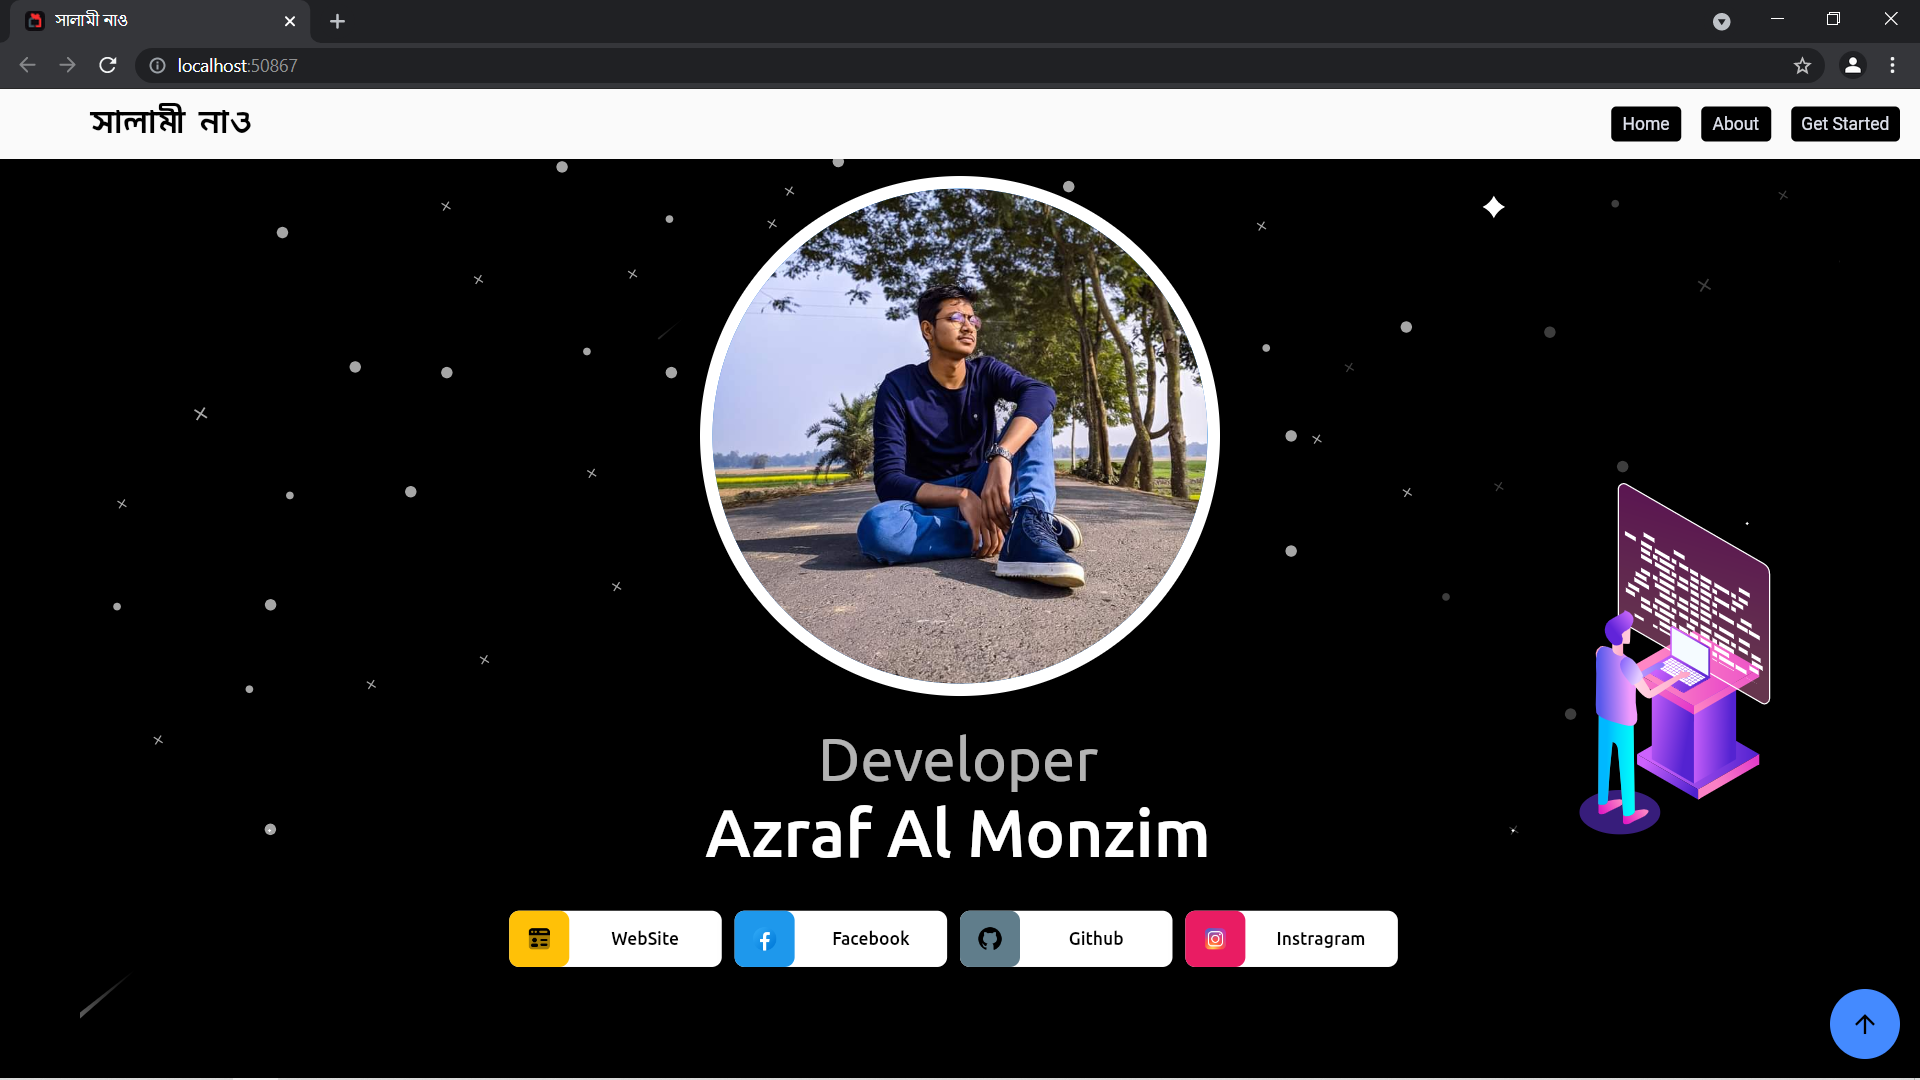 সালামী নাও
localhost:50867
সালামী নাও
Home About Get Started
Developer
Azraf Al Monzim
WebSite Facebook Github Instragram